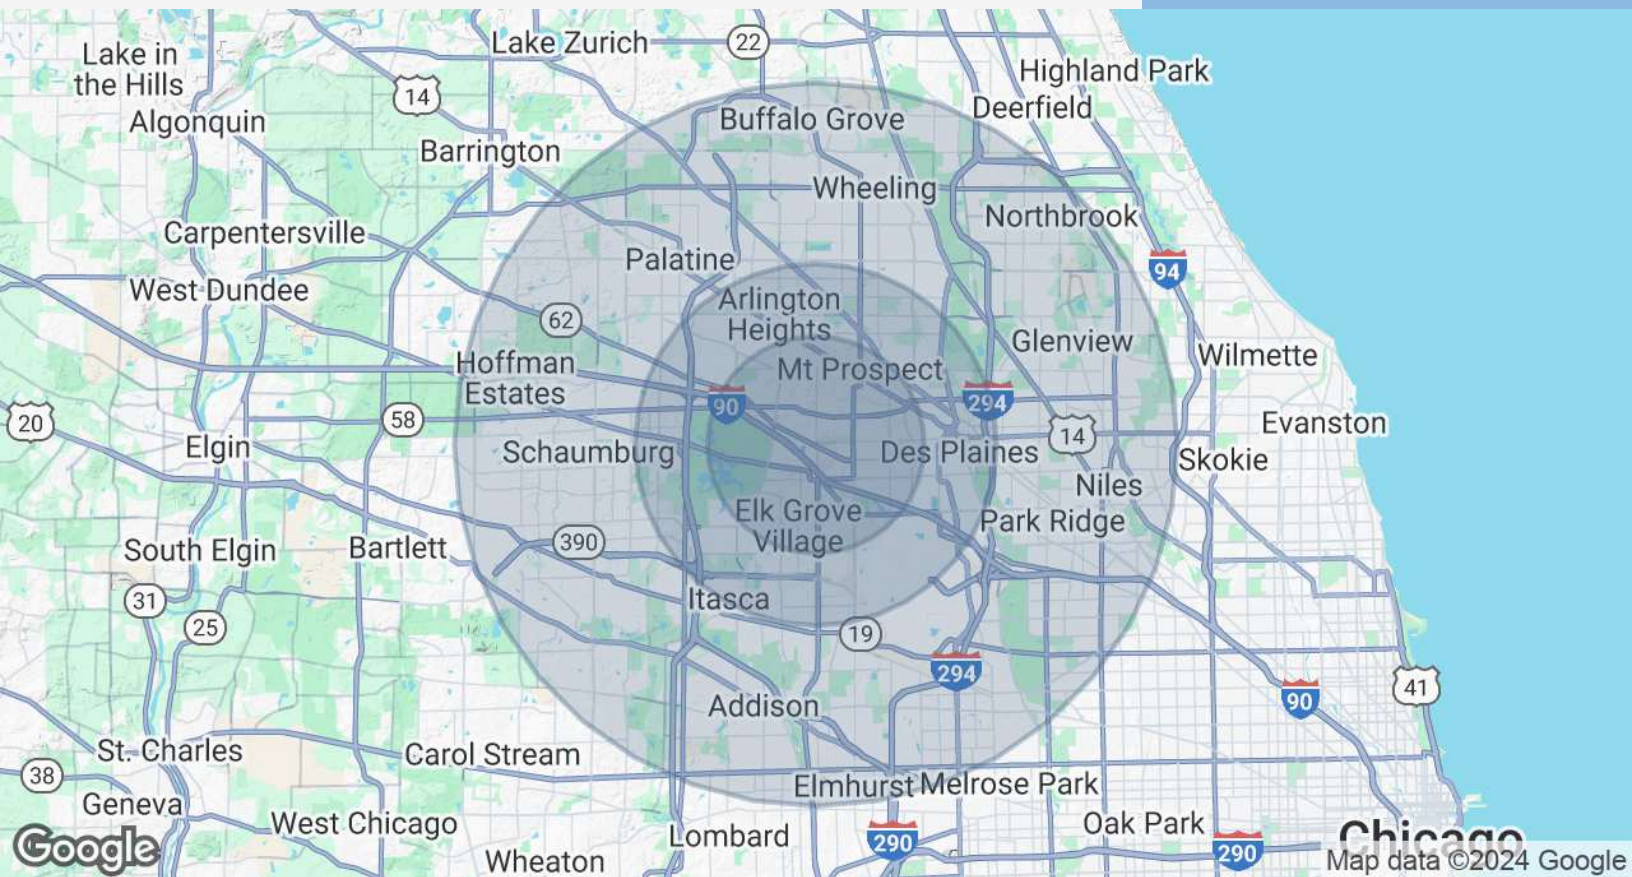 Lake Zurich
22
Lake in
the Hills
Highland Park
14
Deerfield
Algonquin
Buffalo Grove
Barrington
Wheeling
Northbrook
Carpentersville
Palatine
94
West Dundee
Arlington
Heights
62
Glenview
Wilmette
Hoffman
Estates
Mt Prospect
90
294
20
58
Evanston
14
Elgin
Schaumburg
Des Plaines
Skokie
Niles
Elk Grove
Village
Park Ridge
390
South Elgin
Bartlett
31
Itasca
25
19
294
41
90
Addison
St. Charles
Carol Stream
38
Elmhurst
Melrose Park
Geneva
West Chicago
Oak Park
Lombard
Chicago
290
290
Google
Wheaton
Map data ©2024 Google